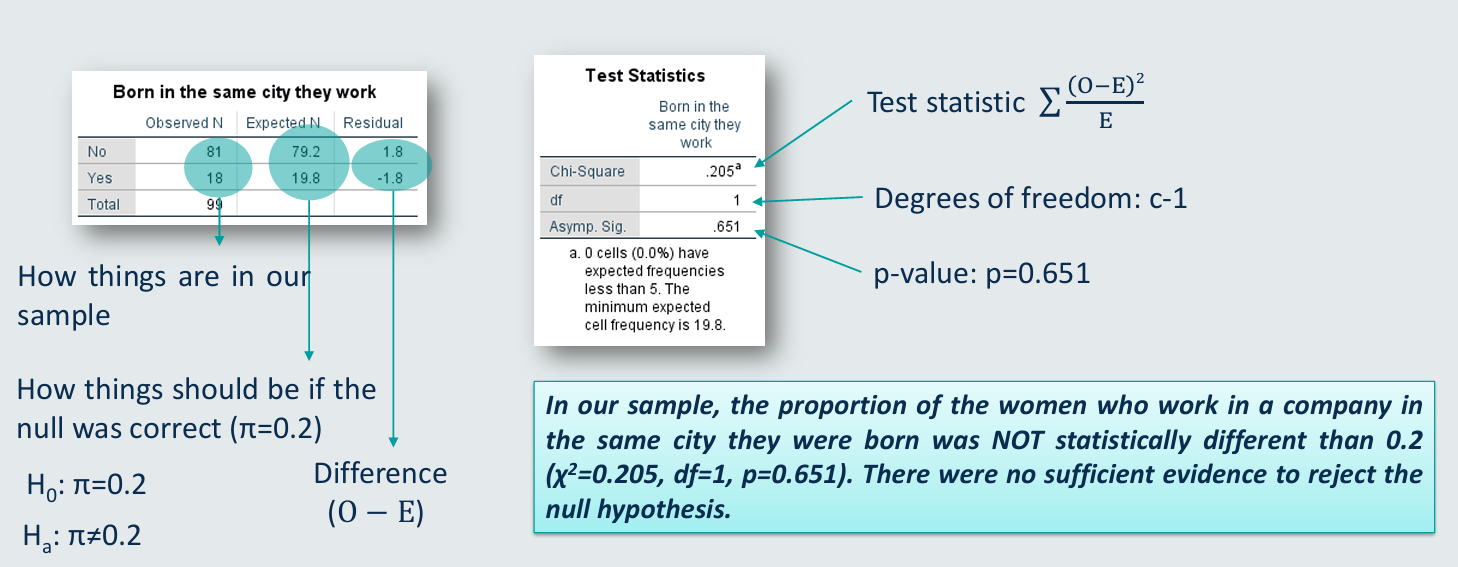 Born in the same city they work
Observed N Expected N Residual
No 81 79.2 1.8
Yes 18 19.8 -1.8
Total 99
How things are in our
sample
How things should be if the
null was correct (π=0.2)
H₀: π=0.2
Hₐ: π≠0.2
Difference
(O − E)
Test Statistics
Born in the
same city they
work
Chi-Square .205ᵃ
df 1
Asymp. Sig. .651
a. 0 cells (0.0%) have
expected frequencies
less than 5. The
minimum expected
cell frequency is 19.8.
Test statistic ∑ (O−E)²/E
Degrees of freedom: c-1
p-value: p=0.651
In our sample, the proportion of the women who work in a company in
the same city they were born was NOT statistically different than 0.2
(χ²=0.205, df=1, p=0.651). There were no sufficient evidence to reject the
null hypothesis.